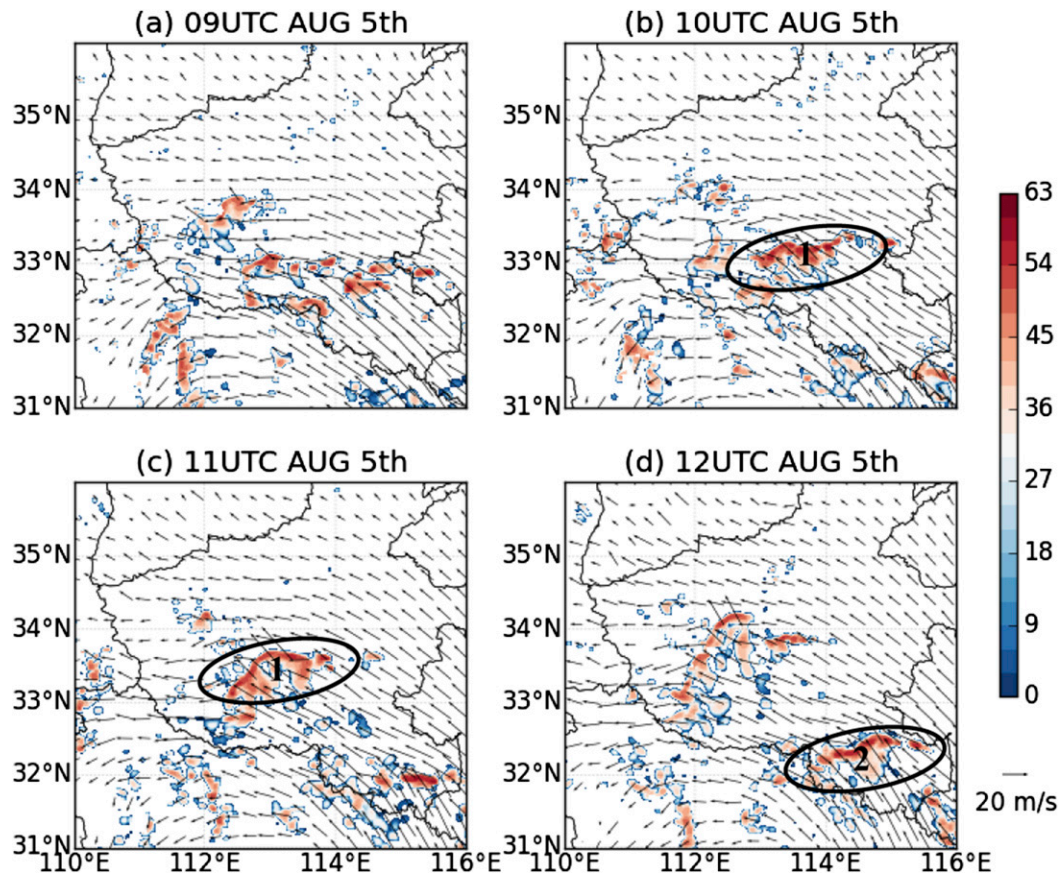 (a) 09UTC AUG 5th
(b) 10UTC AUG 5th
35°N
34°N
33°N
32°N
31°N
35°N
34°N
33°N
32°N
31°N
1
63
54
45
36
27
18
9
0
20 m/s
(c) 11UTC AUG 5th
(d) 12UTC AUG 5th
35°N
34°N
33°N
32°N
31°N
110°E
112°E
114°E
116°E
1
35°N
34°N
33°N
32°N
31°N
110°E
112°E
114°E
116°E
2